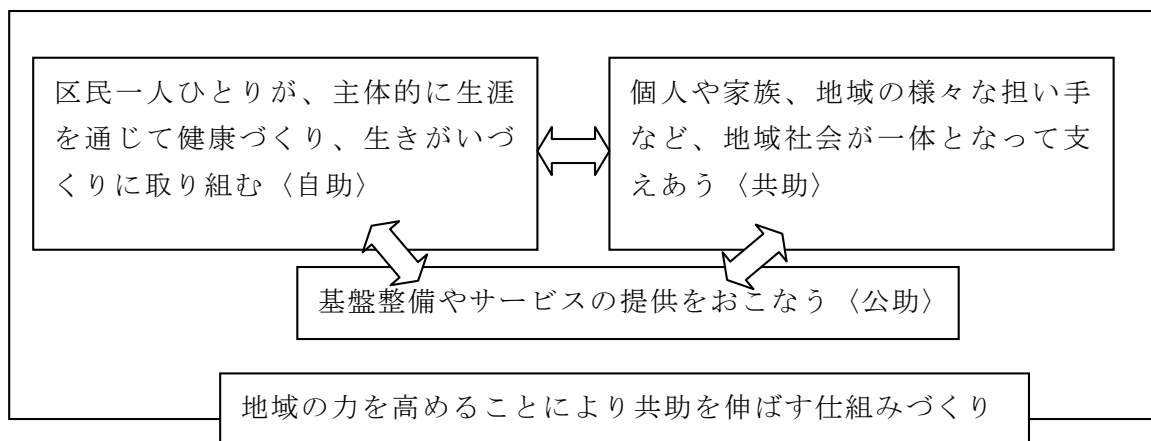 区民一人ひとりが、主体的に生涯
を通じて健康づくり、生きがいづ
くりに取り組む〈自助〉
個人や家族、地域の様々な担い手
など、地域社会が一体となって支
えあう〈共助〉
基盤整備やサービスの提供をおこなう〈公助〉
地域の力を高めることにより共助を伸ばす仕組みづくり